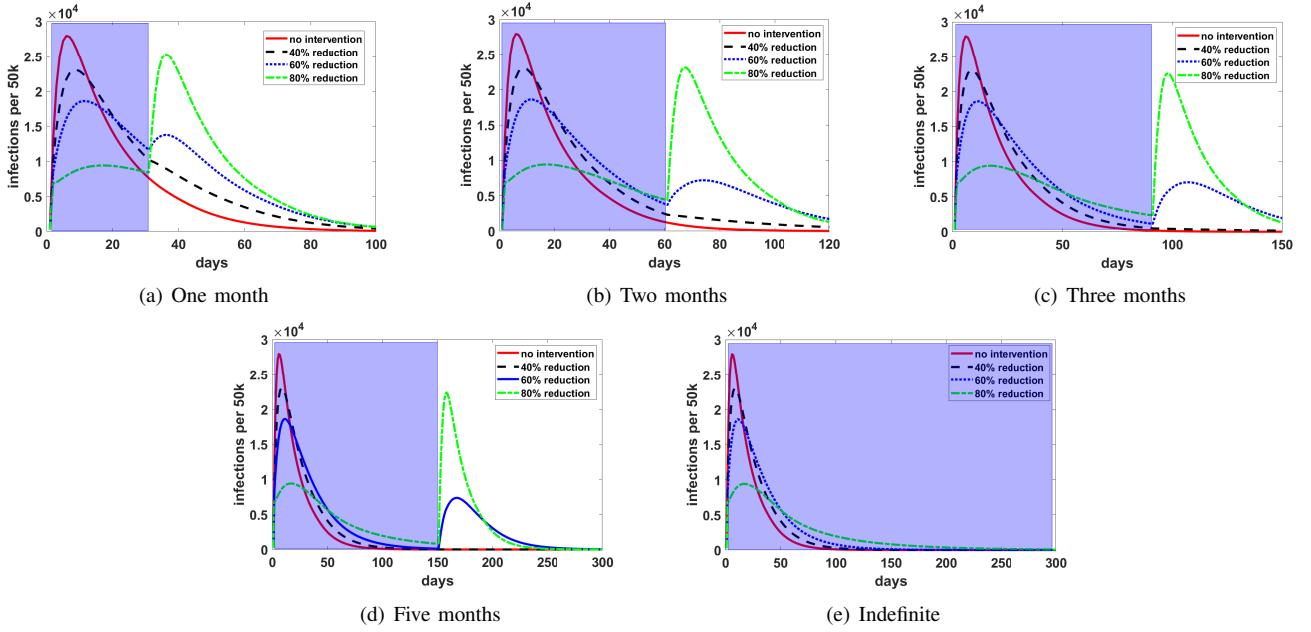 ×10⁴
3
2.5
2
1.5
1
0.5
0
infections per 50k
no intervention
40% reduction
60% reduction
80% reduction
0 20 40 60 80 100
days
(a) One month
×10⁴
3
2.5
2
1.5
1
0.5
0
infections per 50k
no intervention
40% reduction
60% reduction
80% reduction
0 20 40 60 80 100 120
days
(b) Two months
×10⁴
3
2.5
2
1.5
1
0.5
0
infections per 50k
no intervention
40% reduction
60% reduction
80% reduction
0 50 100 150
days
(c) Three months
×10⁴
3
2.5
2
1.5
1
0.5
0
infections per 50k
no intervention
40% reduction
60% reduction
80% reduction
0 50 100 150 200 250 300
days
(d) Five months
×10⁴
3
2.5
2
1.5
1
0.5
0
infections per 50k
no intervention
40% reduction
60% reduction
80% reduction
0 50 100 150 200 250 300
days
(e) Indefinite